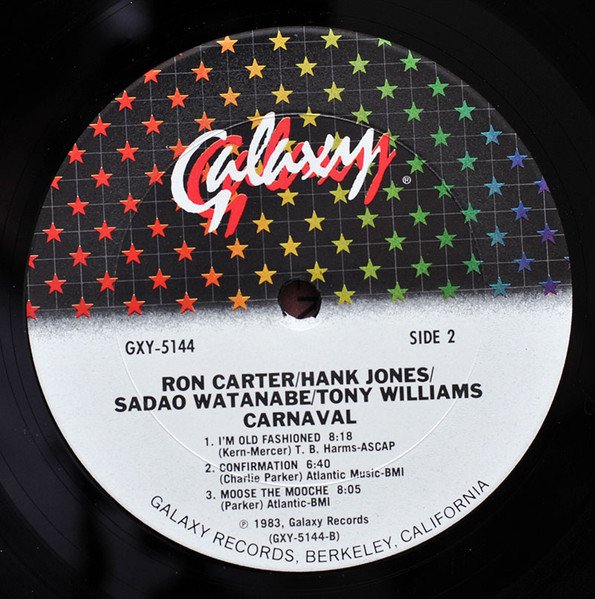 Galaxy®
GXY-5144
SIDE 2
RON CARTER/HANK JONES/
SADAO WATANABE/TONY WILLIAMS
CARNAVAL
1. I'M OLD FASHIONED 8:18
(Kern-Mercer) T. B. Harms-ASCAP
2. CONFIRMATION 6:40
(Charlie Parker) Atlantic Music-BMI
3. MOOSE THE MOOCHE 8:05
(Parker) Atlantic-BMI
℗ 1983, Galaxy Records
(GXY-5144-B)
GALAXY RECORDS, BERKELEY, CALIFORNIA